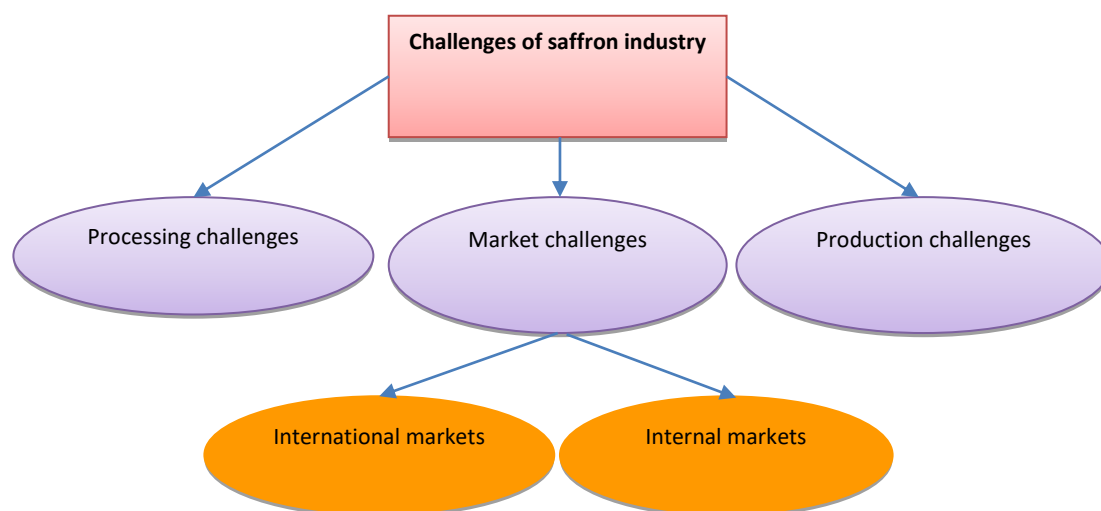 Challenges of saffron industry
Processing challenges
Market challenges
Production challenges
International markets
Internal markets